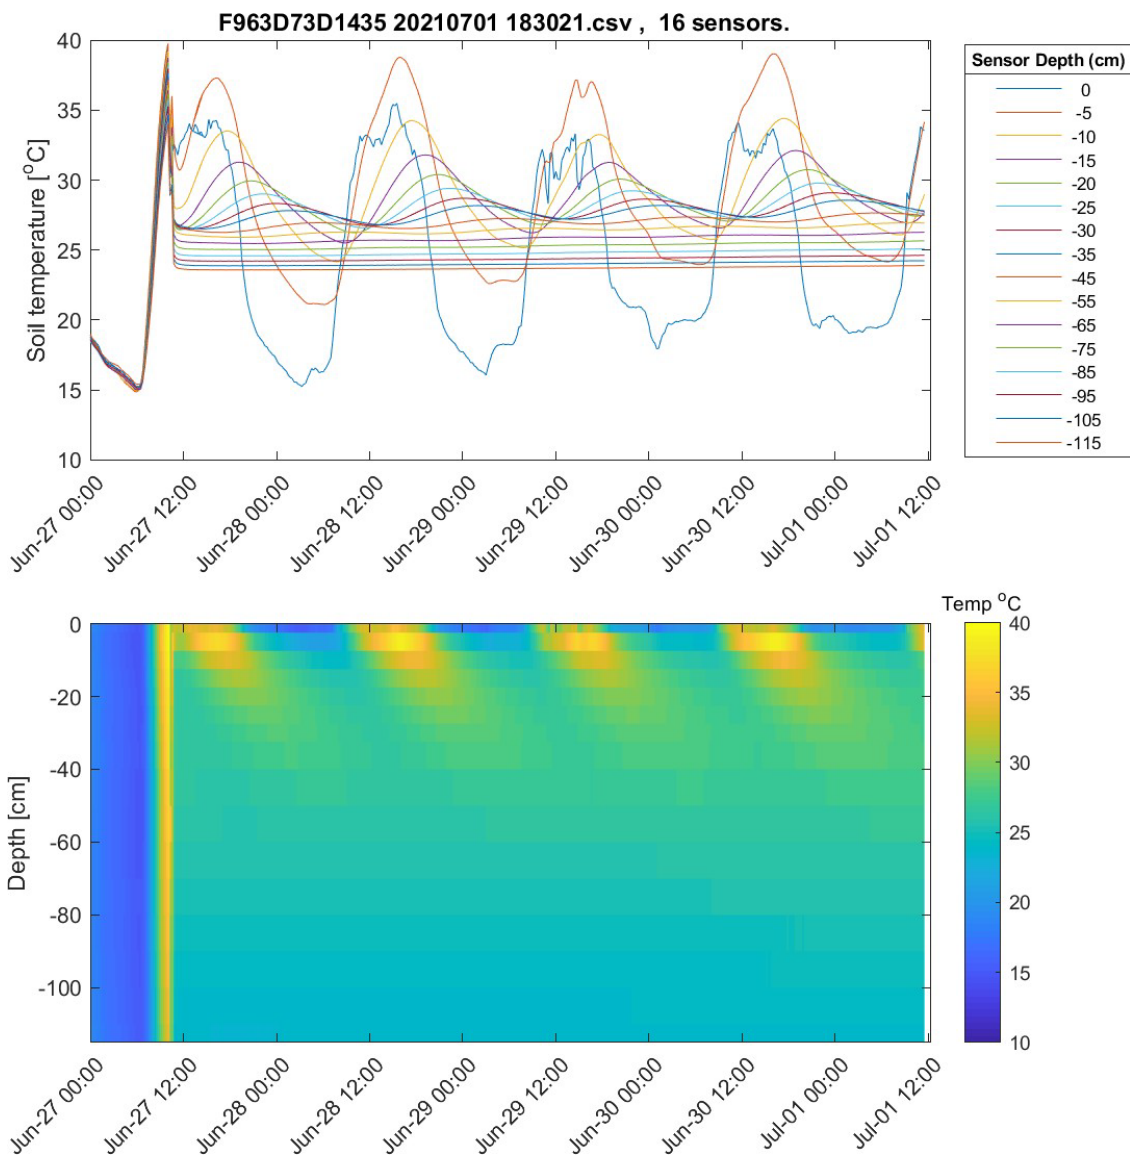 F963D73D1435 20210701 183021.csv ,  16 sensors.
Soil temperature [°C]
40
35
30
25
20
15
10
Jun-27 00:00
Jun-27 12:00
Jun-28 00:00
Jun-28 12:00
Jun-29 00:00
Jun-29 12:00
Jun-30 00:00
Jun-30 12:00
Jul-01 00:00
Jul-01 12:00
Sensor Depth (cm)
0
-5
-10
-15
-20
-25
-30
-35
-45
-55
-65
-75
-85
-95
-105
-115
Depth [cm]
0
-20
-40
-60
-80
-100
Jun-27 00:00
Jun-27 12:00
Jun-28 00:00
Jun-28 12:00
Jun-29 00:00
Jun-29 12:00
Jun-30 00:00
Jun-30 12:00
Jul-01 00:00
Jul-01 12:00
Temp °C
40
35
30
25
20
15
10